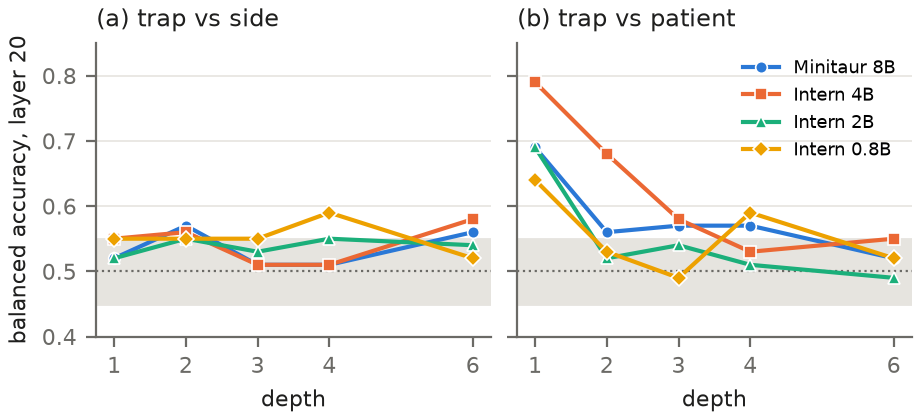 (a) trap vs side
(b) trap vs patient
balanced accuracy, layer 20
0.8
0.7
0.6
0.5
0.4
Minitaur 8B
Intern 4B
Intern 2B
Intern 0.8B
1 2 3 4 6
1 2 3 4 6
depth
depth